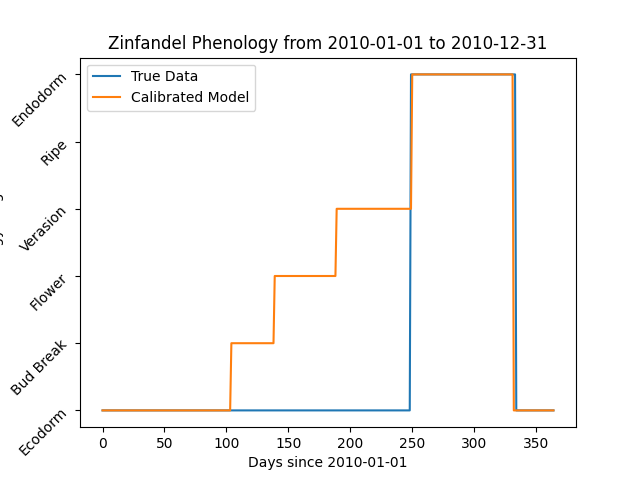 Zinfandel Phenology from 2010-01-01 to 2010-12-31
True Data
Calibrated Model
Endodorm
Ripe
Verasion
Flower
Bud Break
Ecodorm
0 50 100 150 200 250 300 350
Days since 2010-01-01